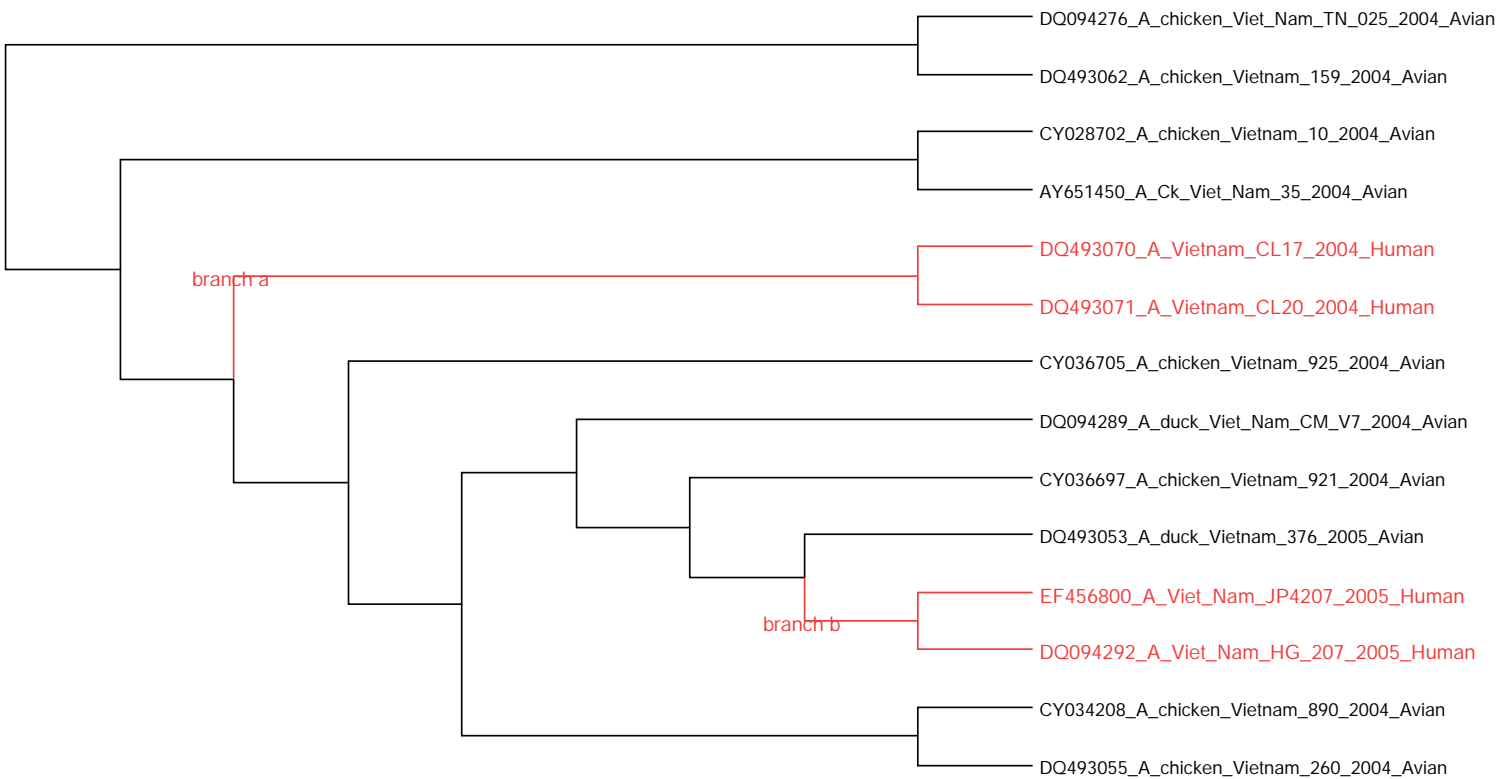 DQ094276_A_chicken_Viet_Nam_TN_025_2004_Avian
DQ493062_A_chicken_Vietnam_159_2004_Avian
CY028702_A_chicken_Vietnam_10_2004_Avian
AY651450_A_Ck_Viet_Nam_35_2004_Avian
DQ493070_A_Vietnam_CL17_2004_Human
branch a
DQ493071_A_Vietnam_CL20_2004_Human
CY036705_A_chicken_Vietnam_925_2004_Avian
DQ094289_A_duck_Viet_Nam_CM_V7_2004_Avian
CY036697_A_chicken_Vietnam_921_2004_Avian
DQ493053_A_duck_Vietnam_376_2005_Avian
EF456800_A_Viet_Nam_JP4207_2005_Human
branch b
DQ094292_A_Viet_Nam_HG_207_2005_Human
CY034208_A_chicken_Vietnam_890_2004_Avian
DQ493055_A_chicken_Vietnam_260_2004_Avian